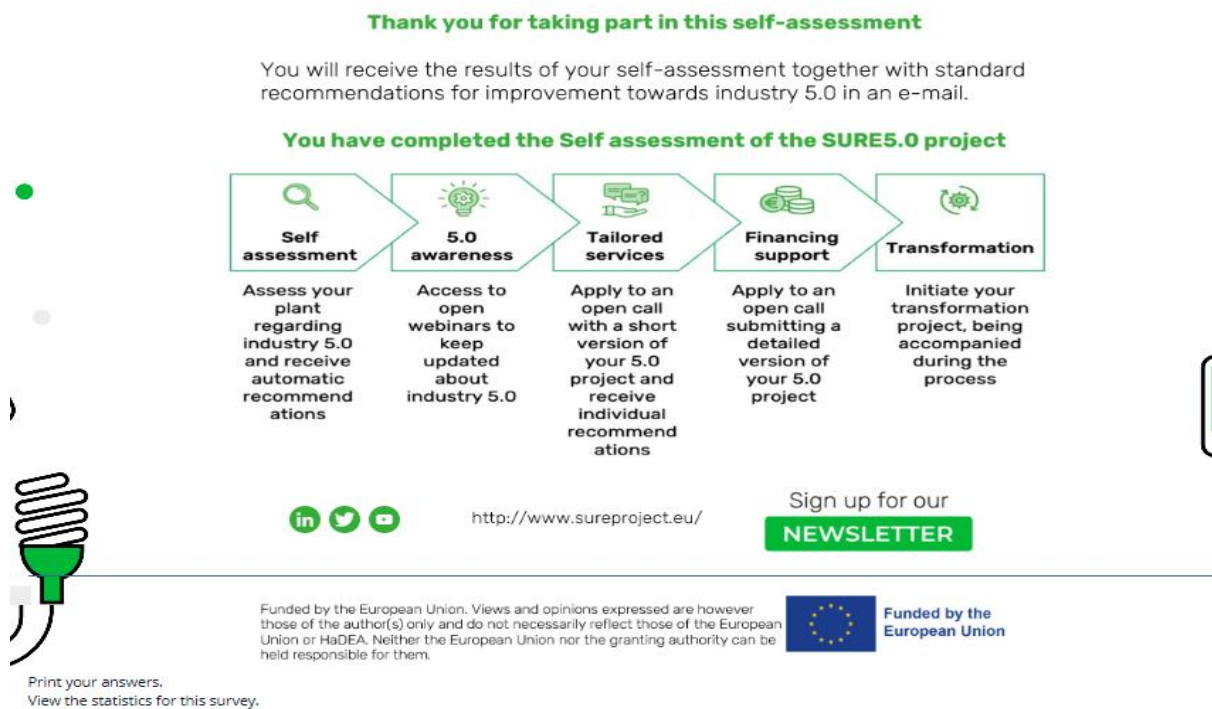 Thank you for taking part in this self-assessment
You will receive the results of your self-assessment together with standard
recommendations for improvement towards industry 5.0 in an e-mail.
You have completed the Self assessment of the SURE5.0 project
Self
assessment
5.0
awareness
Tailored
services
Financing
support
Transformation
Assess your
plant
regarding
industry 5.0
and receive
automatic
recommend
ations
Access to
open
webinars to
keep
updated
about
industry 5.0
Apply to an
open call
with a short
version of
your 5.0
project and
receive
individual
recommend
ations
Apply to an
open call
submitting a
detailed
version of
your 5.0
project
Initiate your
transformation
project, being
accompanied
during the
process
in
http://www.sureproject.eu/
Sign up for our
NEWSLETTER
Funded by the European Union. Views and opinions expressed are however
those of the author(s) only and do not necessarily reflect those of the European
Union or HaDEA. Neither the European Union nor the granting authority can be
held responsible for them.
Funded by the
European Union
Print your answers.
View the statistics for this survey.